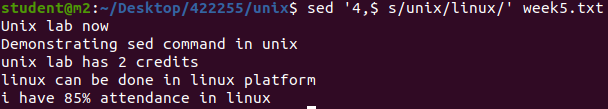 student@m2:~/Desktop/422255/unix$ sed '4,$ s/unix/linux/' week5.txt
Unix lab now
Demonstrating sed command in unix
unix lab has 2 credits
linux can be done in linux platform
i have 85% attendance in linux